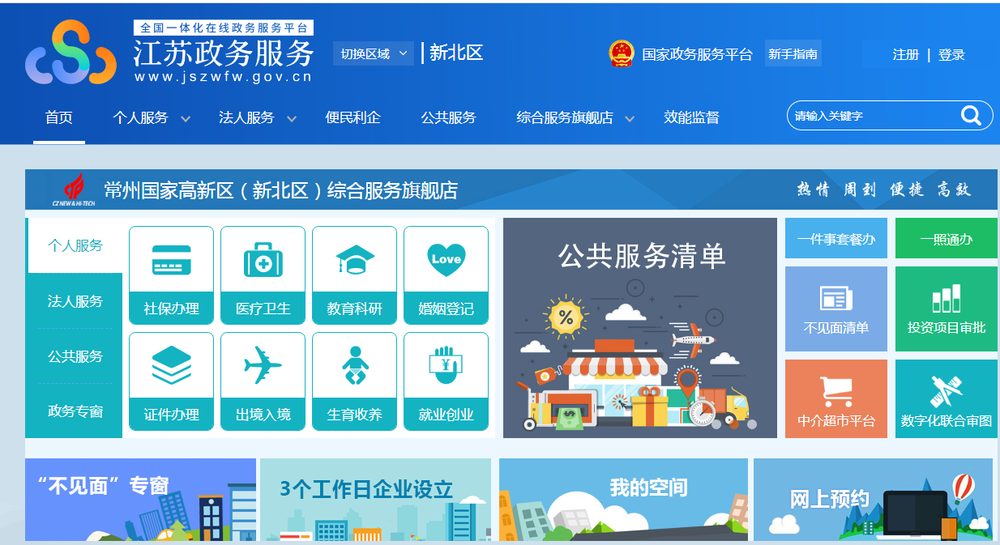 全国一体化在线政务服务平台
江苏政务服务
www.jszwfw.gov.cn
切换区域
新北区
国家政务服务平台
新手指南
注册 | 登录
首页
个人服务
法人服务
便民利企
公共服务
综合服务旗舰店
效能监督
请输入关键字
CZ NEW & HI-TECH
常州国家高新区（新北区）综合服务旗舰店
热情 周到 便捷 高效
个人服务
法人服务
公共服务
政务专窗
社保办理
医疗卫生
教育科研
Love
婚姻登记
证件办理
出境入境
生育收养
¥
就业创业
公共服务清单
%
$
一件事套餐办
一照通办
不见面清单
投资项目审批
中介超市平台
数字化联合审图
“不见面”专窗
3个工作日企业设立
我的空间
网上预约